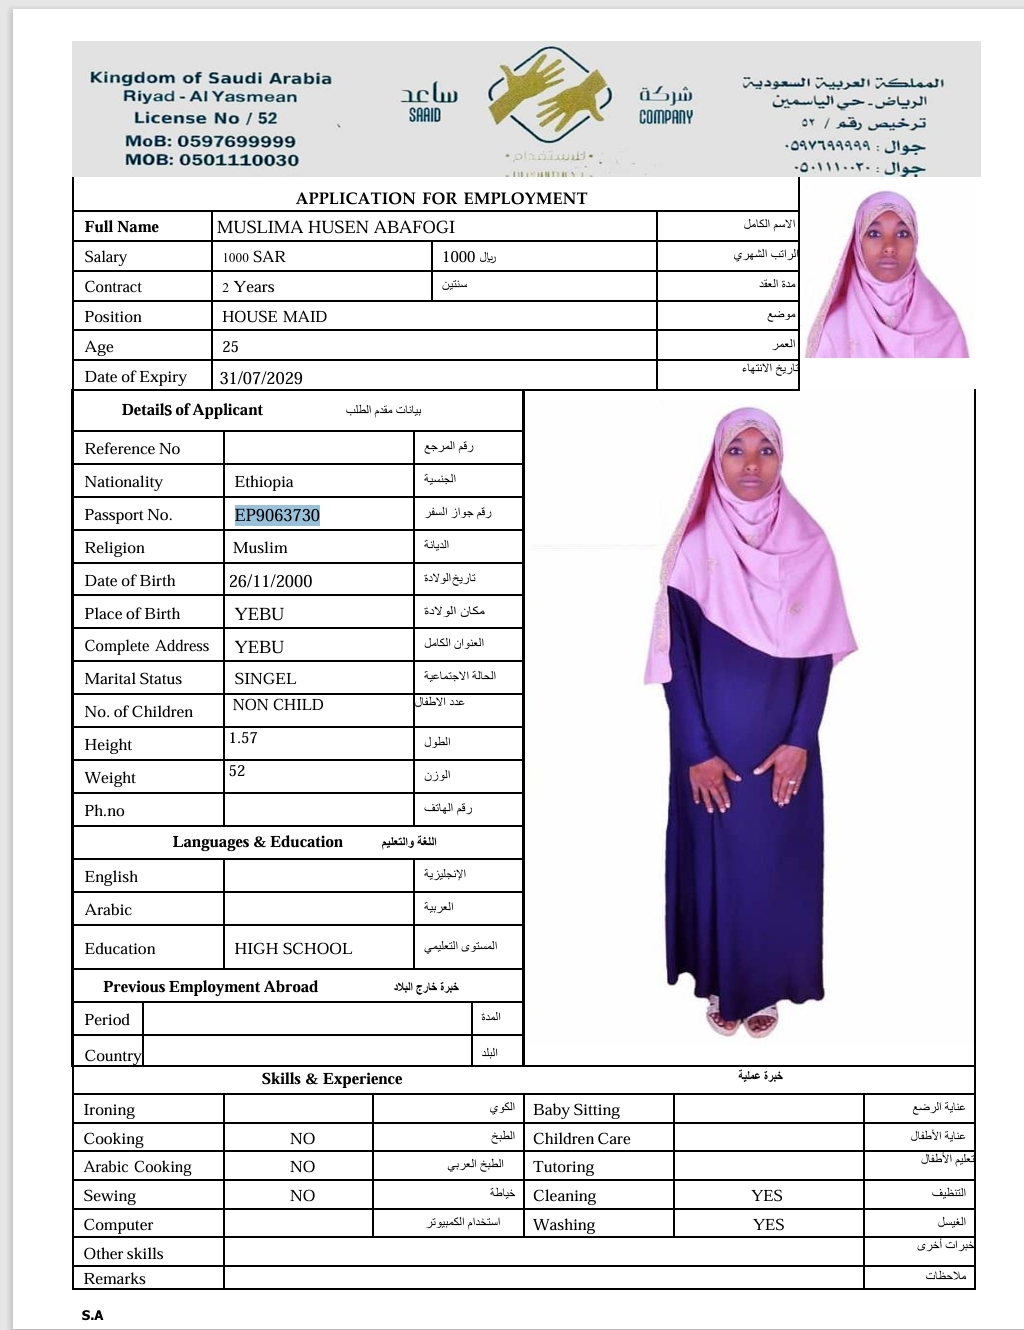 Kingdom of Saudi Arabia
Riyad - Al Yasmean
License No / 52
MoB: 0597699999
MOB: 0501110030
ساعد
SAAID
شركة
COMPANY
للاستقدام
المملكة العربية السعودية
الرياض - حي الياسمين
ترخيص رقم / ٥٢
جوال : ٠٥٩٧٦٩٩٩٩٩
جوال : ٠٥٠١١١٠٠٣٠
APPLICATION FOR EMPLOYMENT
Full Name MUSLIMA HUSEN ABAFOGI الاسم الكامل
Salary 1000 SAR 1000 ريال الراتب الشهري
Contract 2 Years سنتين مدة العقد
Position HOUSE MAID موضع
Age 25 العمر
Date of Expiry 31/07/2029 تاريخ الانتهاء
Details of Applicant بيانات مقدم الطلب
Reference No رقم المرجع
Nationality Ethiopia الجنسية
Passport No. EP9063730 رقم جواز السفر
Religion Muslim الديانة
Date of Birth 26/11/2000 تاريخ الولادة
Place of Birth YEBU مكان الولادة
Complete Address YEBU العنوان الكامل
Marital Status SINGEL الحالة الاجتماعية
No. of Children NON CHILD عدد الاطفال
Height 1.57 الطول
Weight 52 الوزن
Ph.no رقم الهاتف
Languages & Education اللغة والتعليم
English الإنجليزية
Arabic العربية
Education HIGH SCHOOL المستوى التعليمي
Previous Employment Abroad خبرة خارج البلاد
Period المدة
Country البلد
Skills & Experience خبرة عملية
Ironing الكوي Baby Sitting عناية الرضع
Cooking NO الطبخ Children Care عناية الأطفال
Arabic Cooking NO الطبخ العربي Tutoring تعليم الأطفال
Sewing NO خياطة Cleaning YES التنظيف
Computer استخدام الكمبيوتر Washing YES الغيسل
Other skills خبرات أخرى
Remarks ملاحظات
S.A